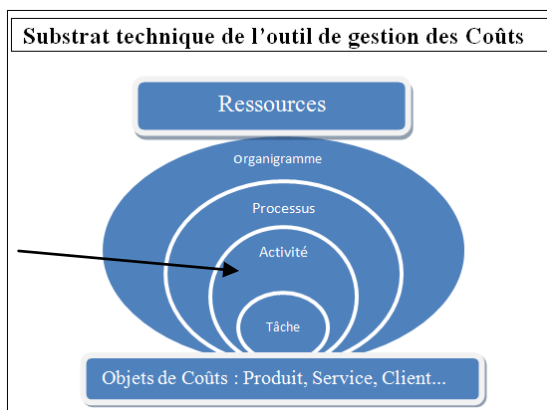 Substrat technique de l'outil de gestion des Coûts
Ressources
Organigramme
Processus
Activité
Tâche
Objets de Coûts : Produit, Service, Client...